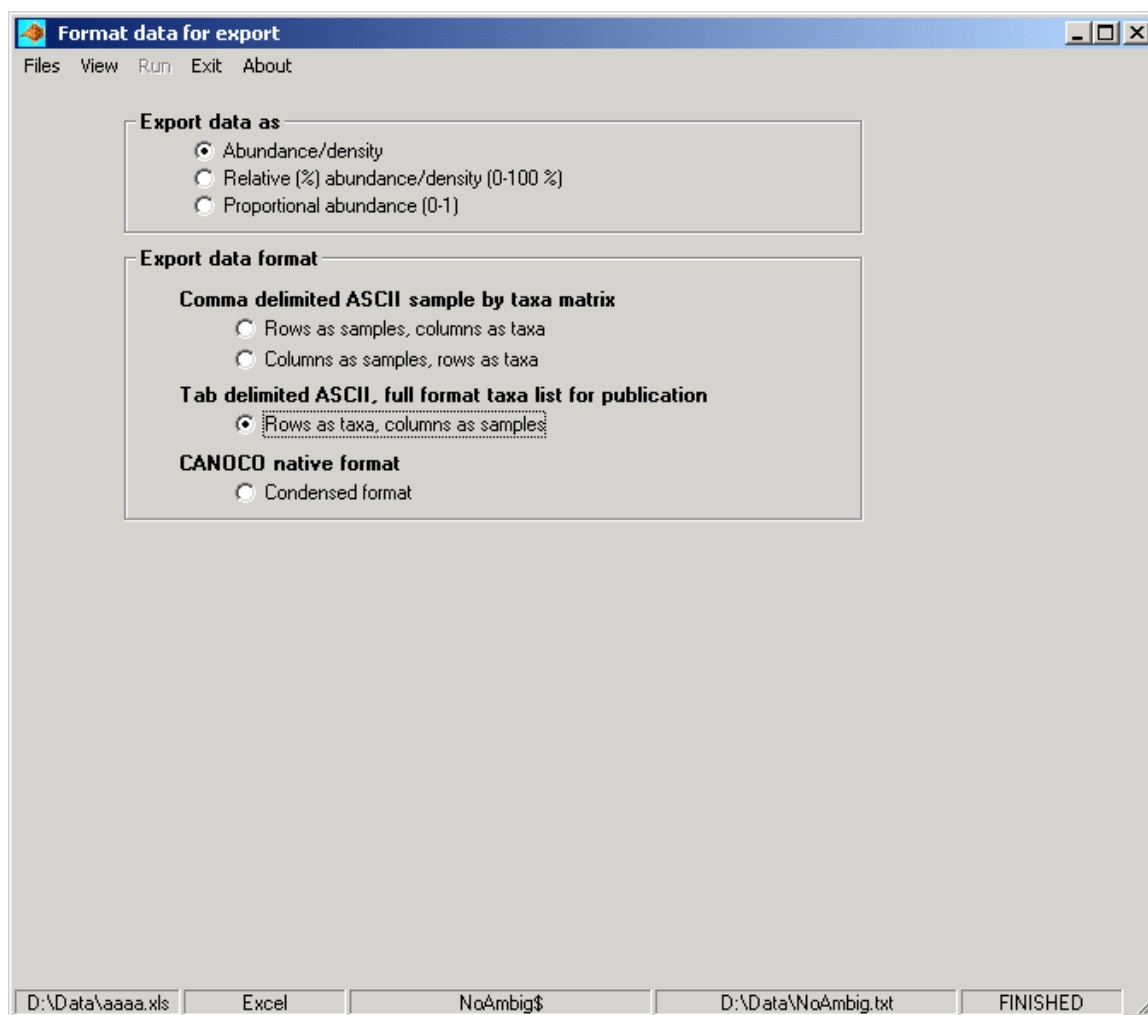 Format data for export
Files View Run Exit About
Export data as
Abundance/density
Relative (%) abundance/density (0-100 %)
Proportional abundance (0-1)
Export data format
Comma delimited ASCII sample by taxa matrix
Rows as samples, columns as taxa
Columns as samples, rows as taxa
Tab delimited ASCII, full format taxa list for publication
Rows as taxa, columns as samples
CANOCO native format
Condensed format
D:\Data\aaaa.xls Excel NoAmbig$ D:\Data\NoAmbig.txt FINISHED